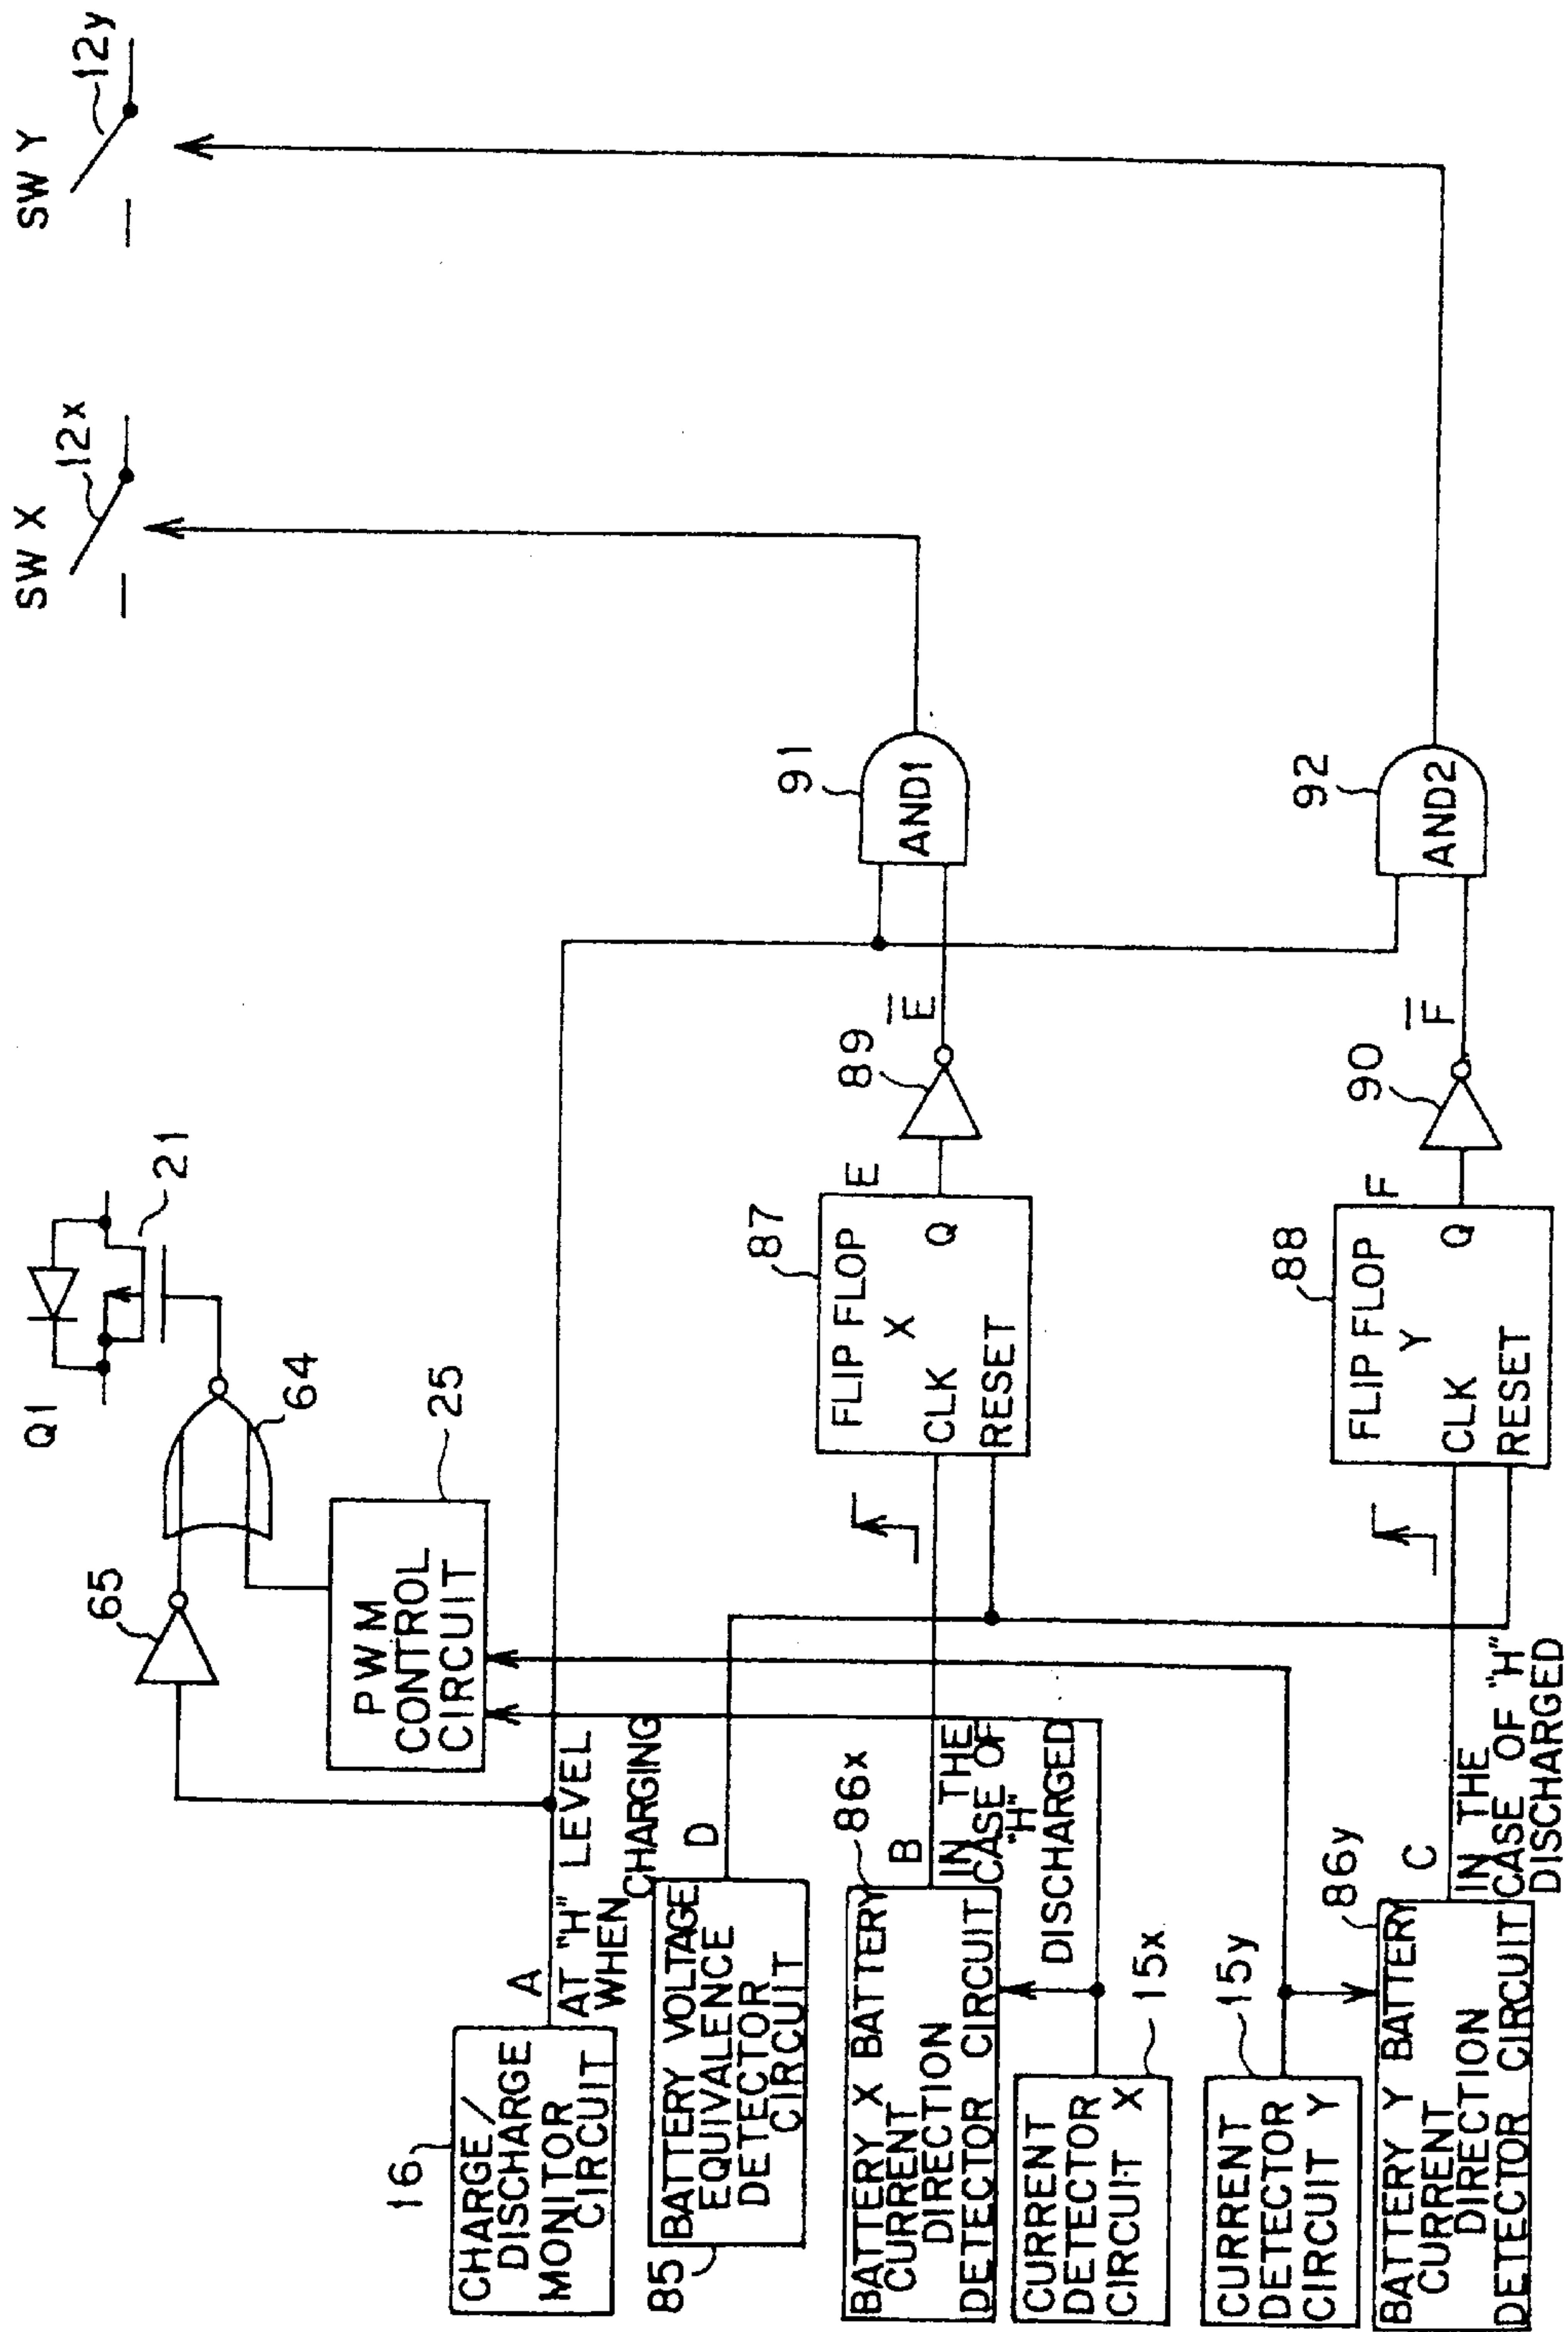 Q1
21
65
64
PWM
CONTROL
CIRCUIT
25
16
CHARGE/
DISCHARGE
MONITOR
CIRCUIT
A
AT "H" LEVEL
WHEN CHARGING
85
BATTERY VOLTAGE
EQUIVALENCE
DETECTOR
CIRCUIT
D
BATTERY X BATTERY
CURRENT
DIRECTION
DETECTOR CIRCUIT
86x
B
IN THE
CASE OF
"H"
DISCHARGED
CURRENT
DETECTOR
CIRCUIT X
15x
CURRENT
DETECTOR
CIRCUIT Y
15y
BATTERY Y BATTERY
CURRENT
DIRECTION
DETECTOR CIRCUIT
86y
C
IN THE
CASE OF "H"
DISCHARGED
87
FLIP FLOP
X
CLK
Q
RESET
E
89
E̅
88
FLIP FLOP
Y
CLK
Q
RESET
F
90
F̅
91
AND1
92
AND2
SW X
12x
SW Y
12y